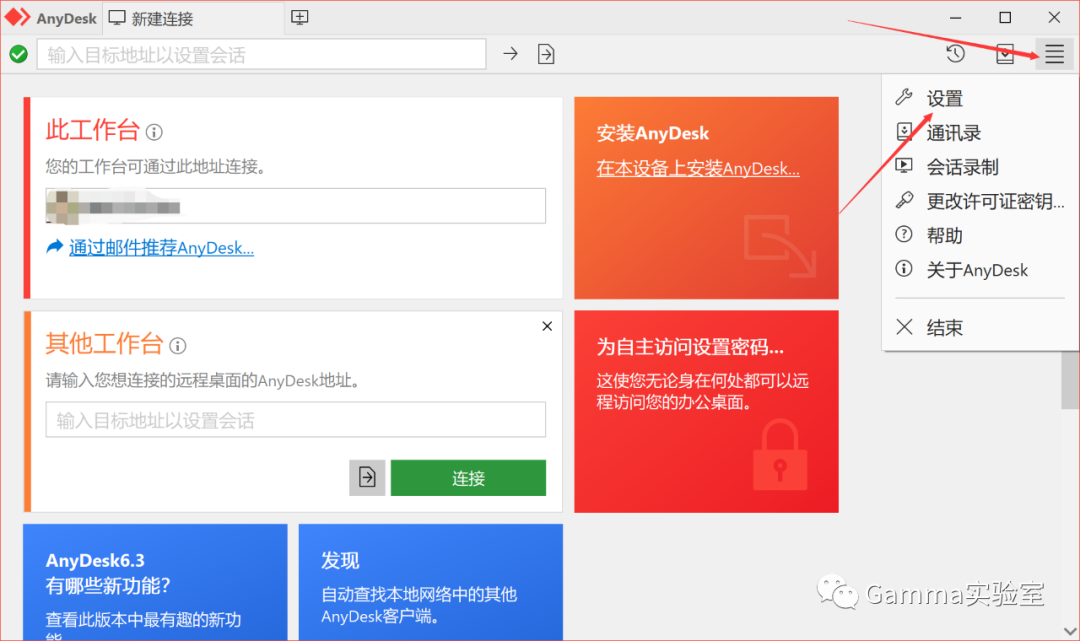 AnyDesk
新建连接
输入目标地址以设置会话
设置
通讯录
会话录制
更改许可证密钥...
帮助
关于AnyDesk
结束
此工作台
您的工作台可通过此地址连接。
通过邮件推荐AnyDesk...
安装AnyDesk
在本设备上安装AnyDesk...
其他工作台
请输入您想连接的远程桌面的AnyDesk地址。
输入目标地址以设置会话
连接
为自主访问设置密码...
这使您无论身在何处都可以远
程访问您的办公桌面。
AnyDesk6.3
有哪些新功能?
查看此版本中最有趣的新功
能
发现
自动查找本地网络中的其他
AnyDesk客户端。
Gamma实验室